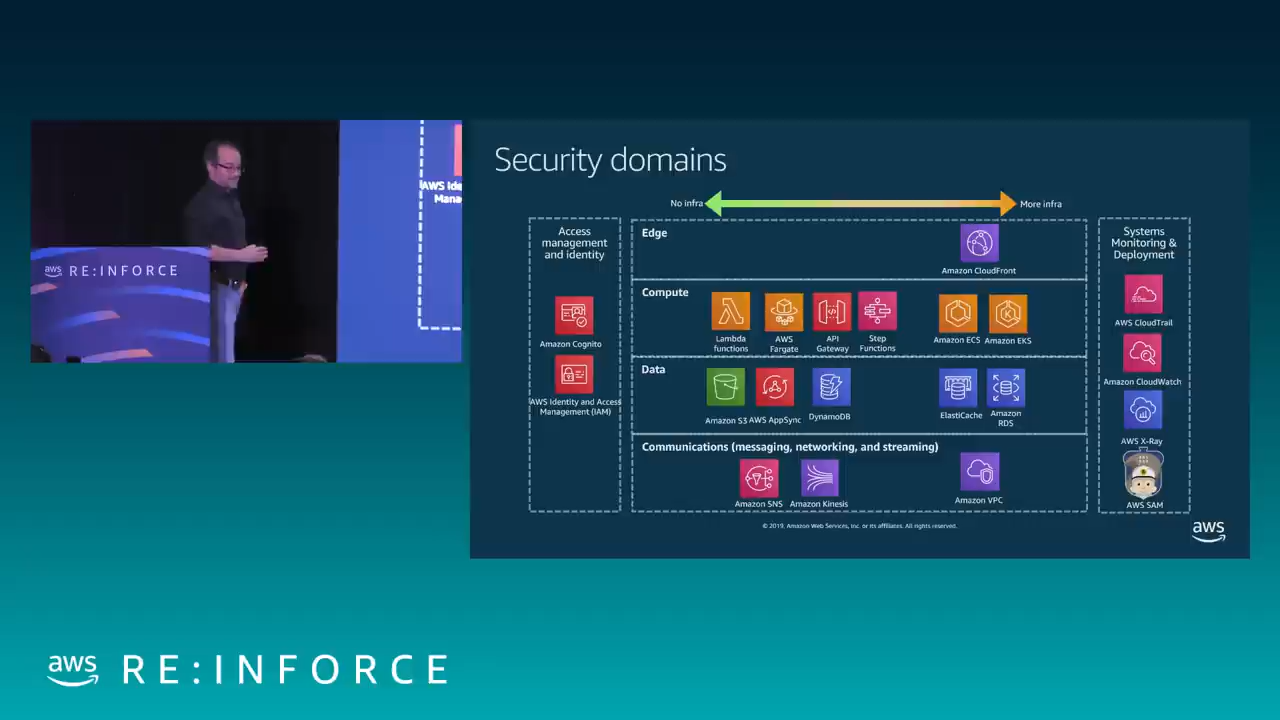 AWS Ide
Mana
aws RE:INFORCE
Security domains
No infra
More infra
Access
management
and identity
Amazon Cognito
AWS Identity and Access
Management (IAM)
Edge
Amazon CloudFront
Compute
Lambda
functions
AWS
Fargate
API
Gateway
Step
Functions
Amazon ECS
Amazon EKS
Data
Amazon S3
AWS AppSync
DynamoDB
ElastiCache
Amazon
RDS
Communications (messaging, networking, and streaming)
Amazon SNS
Amazon Kinesis
Amazon VPC
Systems
Monitoring &
Deployment
AWS CloudTrail
Amazon CloudWatch
AWS X-Ray
AWS SAM
© 2019, Amazon Web Services, Inc. or its affiliates. All rights reserved.
aws
aws RE:INFORCE